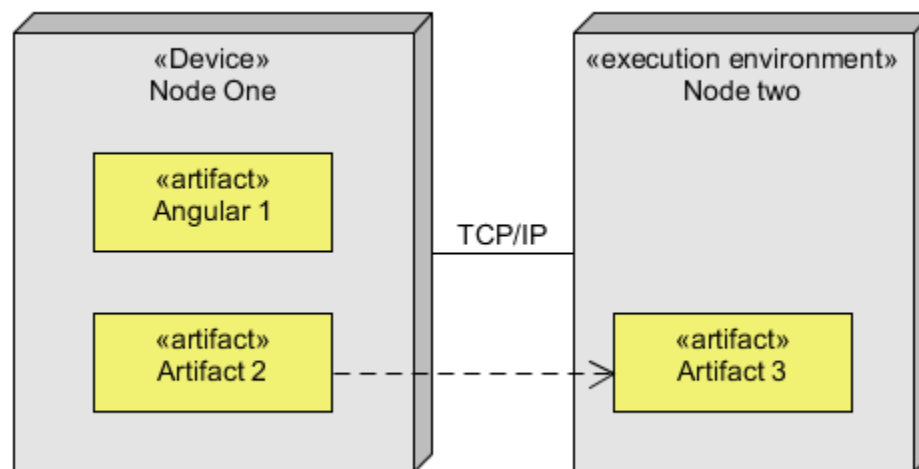 «Device»
Node One
«artifact»
Angular 1
«artifact»
Artifact 2
TCP/IP
«execution environment»
Node two
«artifact»
Artifact 3